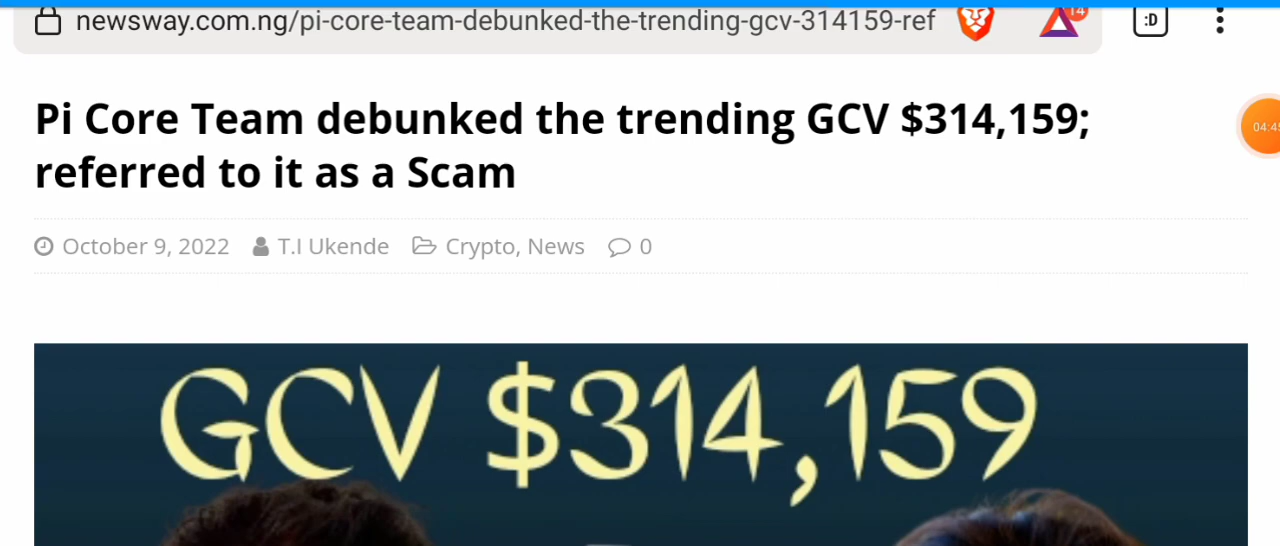 newsway.com.ng/pi-core-team-debunked-the-trending-gcv-314159-ref
14
:D
Pi Core Team debunked the trending GCV $314,159;
referred to it as a Scam
October 9, 2022 T.I Ukende Crypto, News 0
GCV $314,159